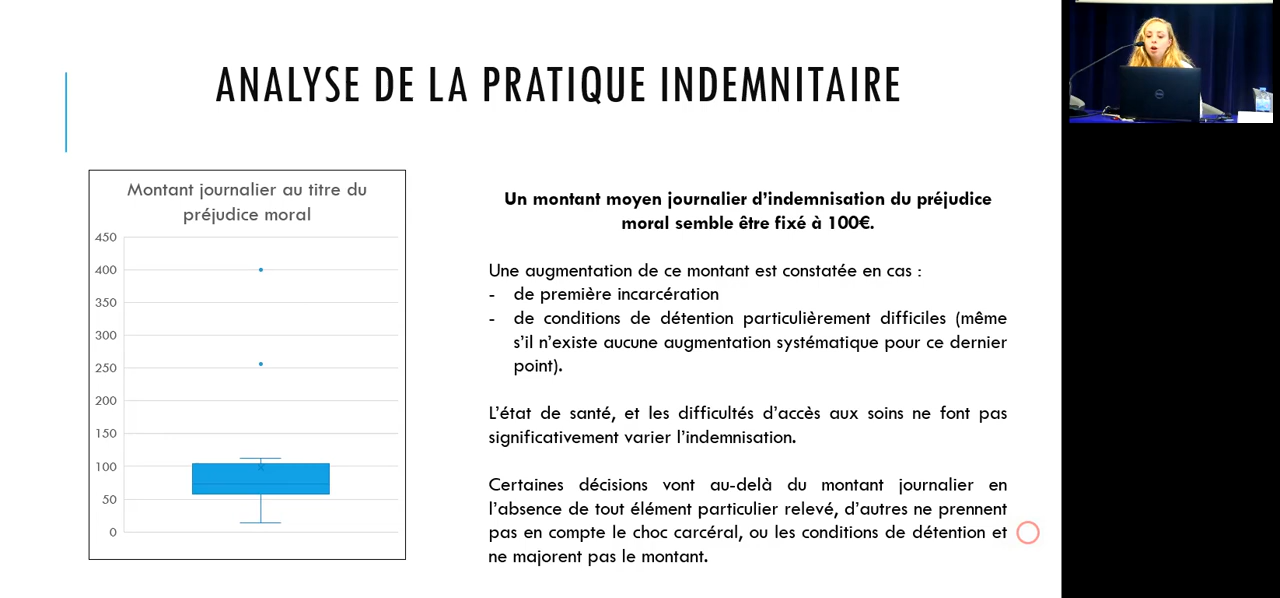 ANALYSE DE LA PRATIQUE INDEMNITAIRE
Montant journalier au titre du
préjudice moral
450
400
350
300
250
200
150
100
50
0
Un montant moyen journalier d’indemnisation du préjudice
moral semble être fixé à 100€.
Une augmentation de ce montant est constatée en cas :
- de première incarcération
- de conditions de détention particulièrement difficiles (même
s’il n’existe aucune augmentation systématique pour ce dernier
point).
L’état de santé, et les difficultés d’accès aux soins ne font pas
significativement varier l’indemnisation.
Certaines décisions vont au-delà du montant journalier en
l’absence de tout élément particulier relevé, d’autres ne prennent
pas en compte le choc carcéral, ou les conditions de détention et
ne majorent pas le montant.